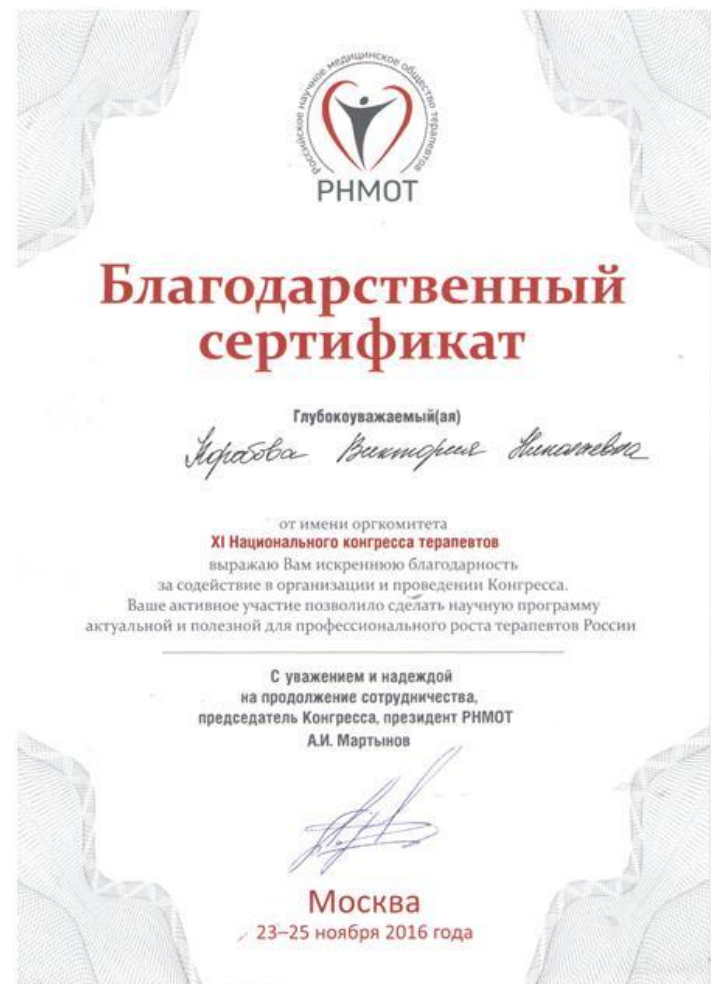 Российское научное медицинское общество терапевтов
РНМОТ
Благодарственный
сертификат
Глубокоуважаемый(ая)
Виктория Николаевна
от имени оргкомитета
XI Национального конгресса терапевтов
выражаю Вам искреннюю благодарность
за содействие в организации и проведении Конгресса.
Ваше активное участие позволило сделать научную программу
актуальной и полезной для профессионального роста терапевтов России
С уважением и надеждой
на продолжение сотрудничества,
председатель Конгресса, президент РНМОТ
А.И. Мартынов
Москва
23–25 ноября 2016 года